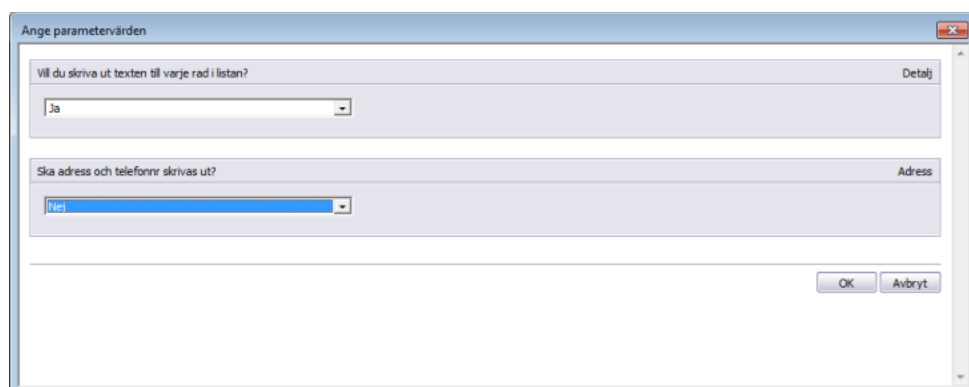 Ange parametervärden
Vill du skriva ut texten till varje rad i listan? Detalj
Ja
Ska adress och telefonnr skrivas ut? Adress
Nej
OK Avbryt